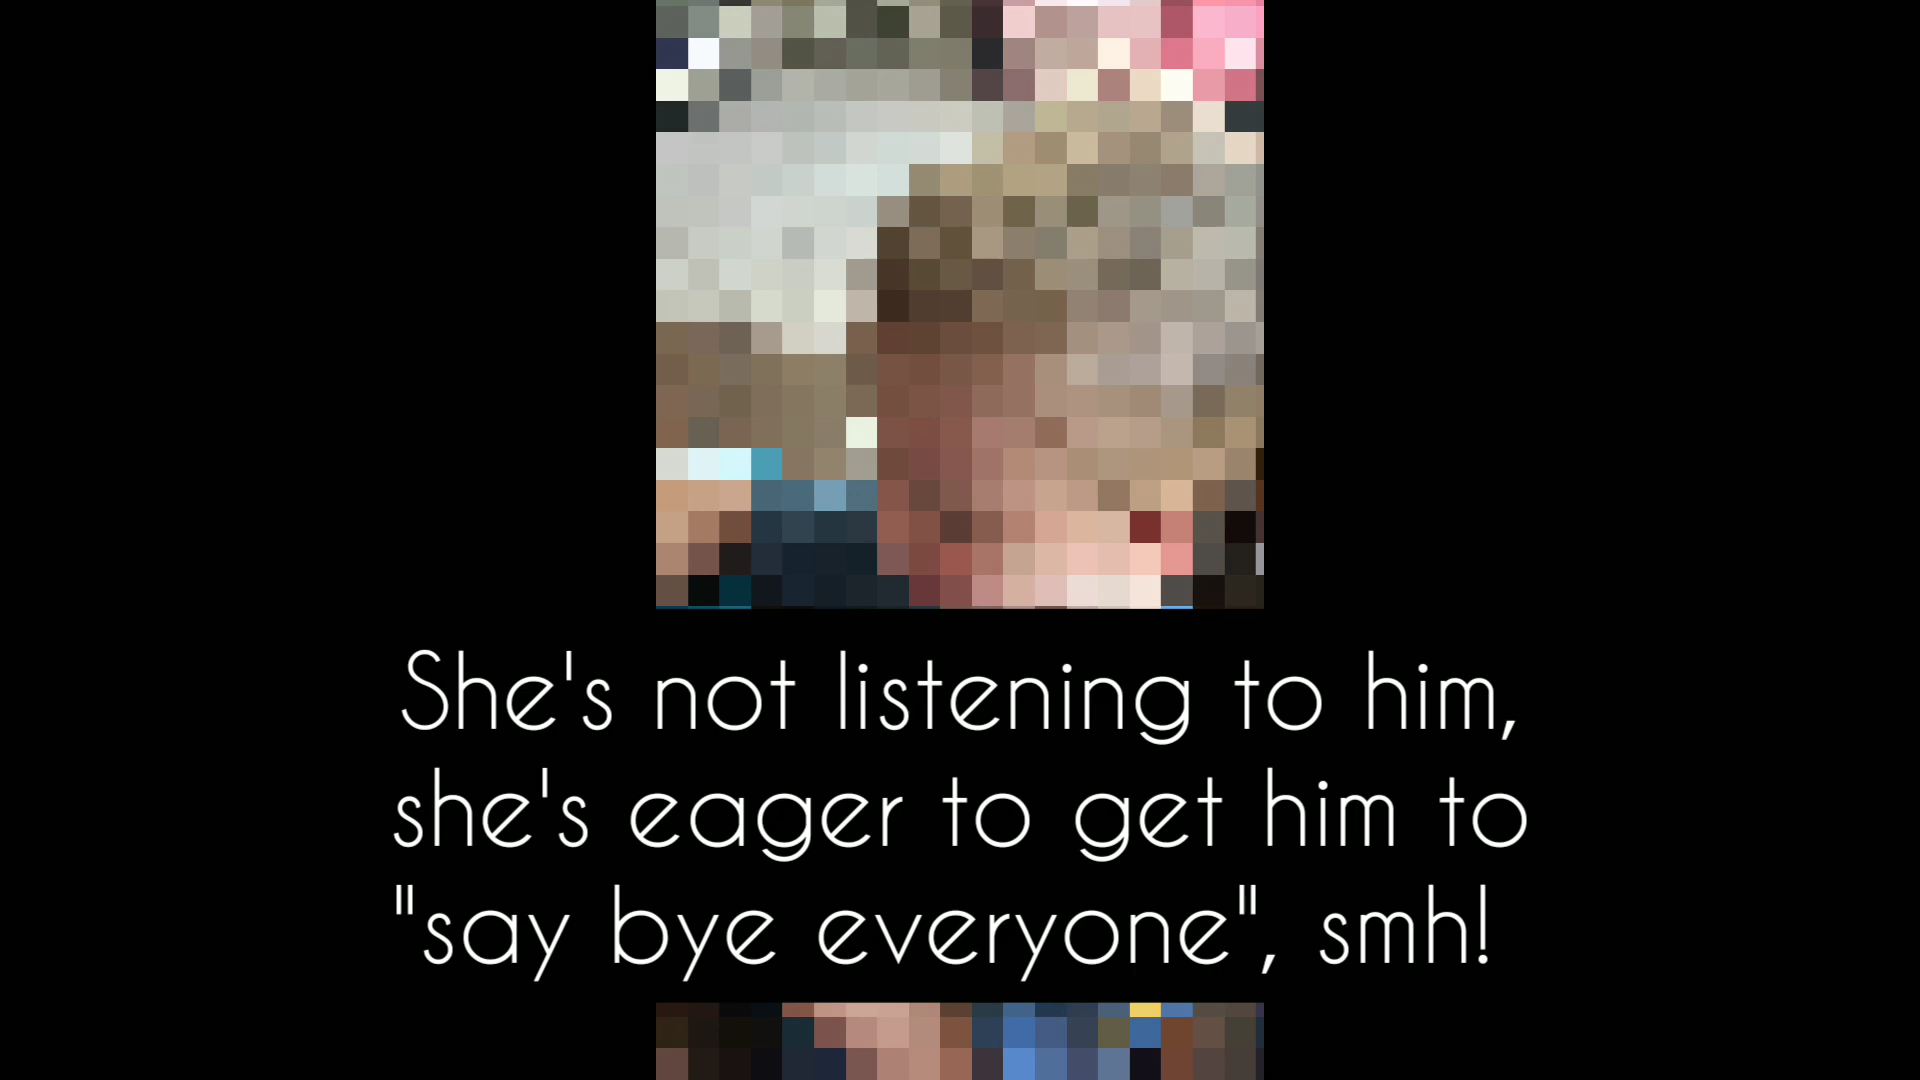 She's not listening to him,
she's eager to get him to
"say bye everyone", smh!